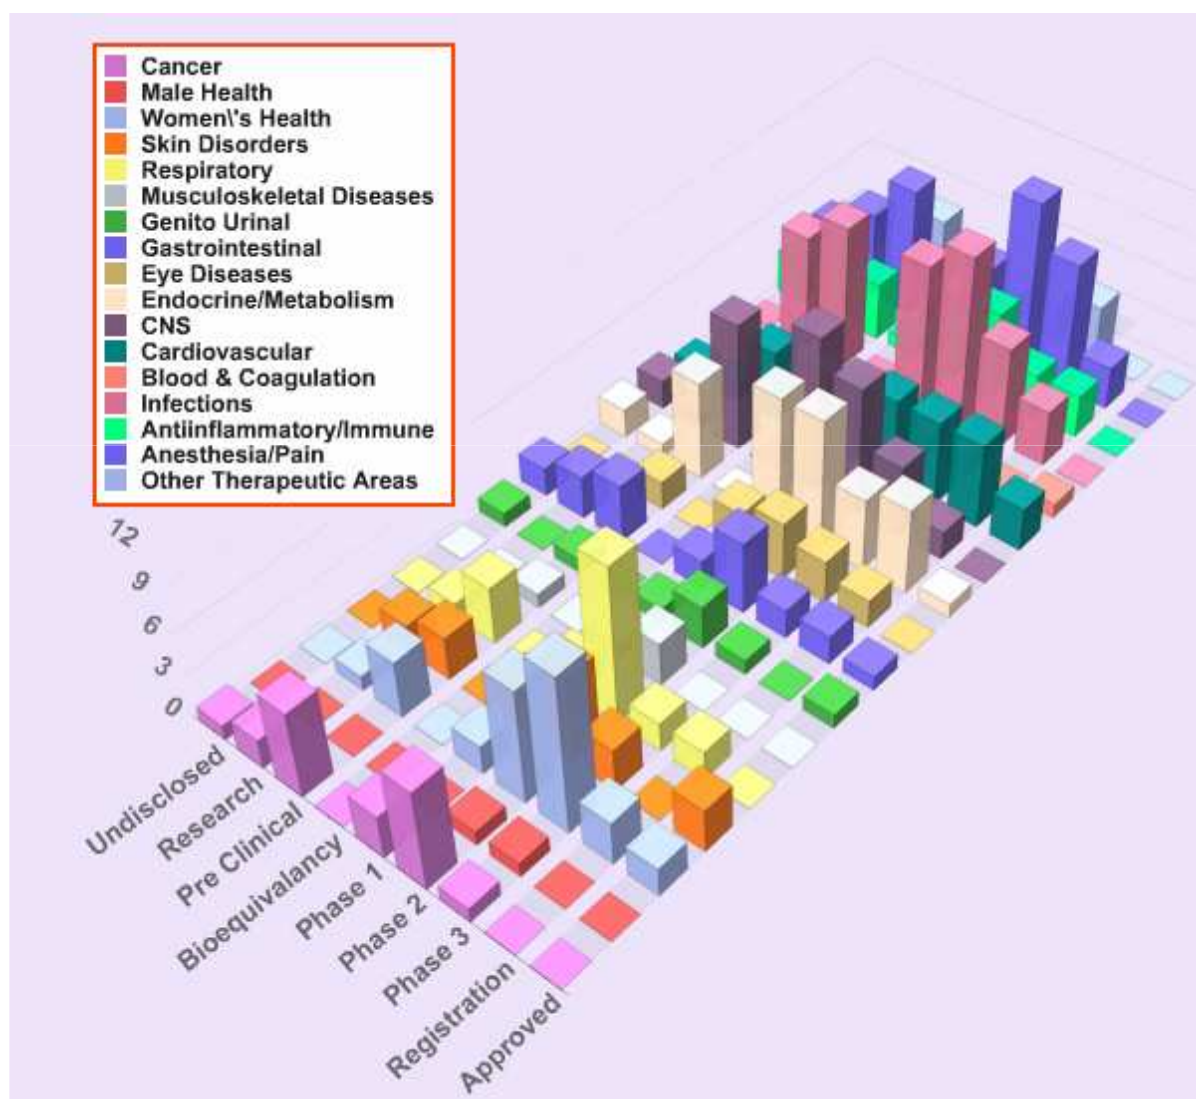 Cancer
Male Health
Women\'s Health
Skin Disorders
Respiratory
Musculoskeletal Diseases
Genito Urinal
Gastrointestinal
Eye Diseases
Endocrine/Metabolism
CNS
Cardiovascular
Blood & Coagulation
Infections
Antiinflammatory/Immune
Anesthesia/Pain
Other Therapeutic Areas
12
9
6
3
0
Undisclosed
Research
Pre Clinical
Bioequivalancy
Phase 1
Phase 2
Phase 3
Registration
Approved